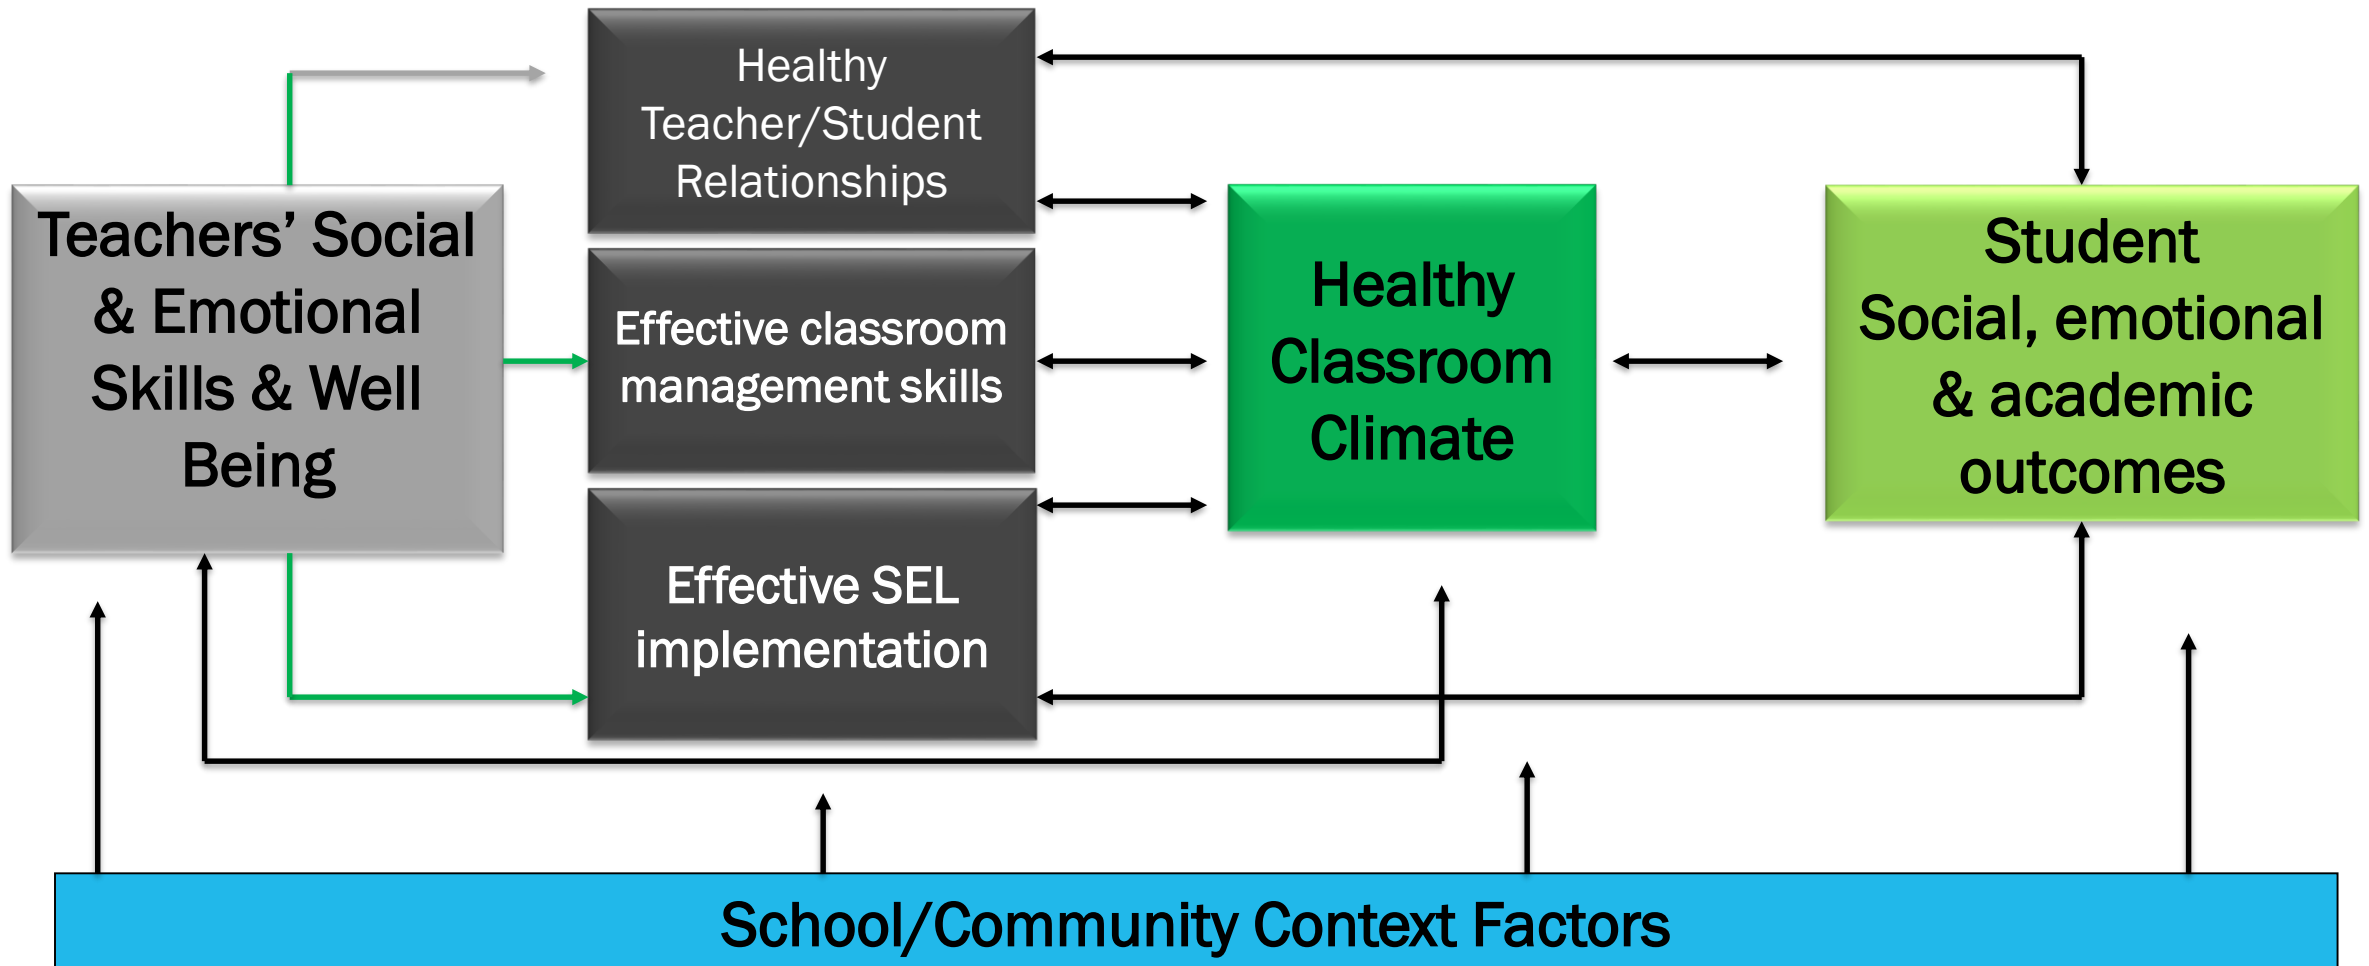 Healthy
Teacher/Student
Relationships
Teachers’ Social
& Emotional
Skills & Well
Being
Effective classroom
management skills
Effective SEL
implementation
Healthy
Classroom
Climate
Student
Social, emotional
& academic
outcomes
School/Community Context Factors